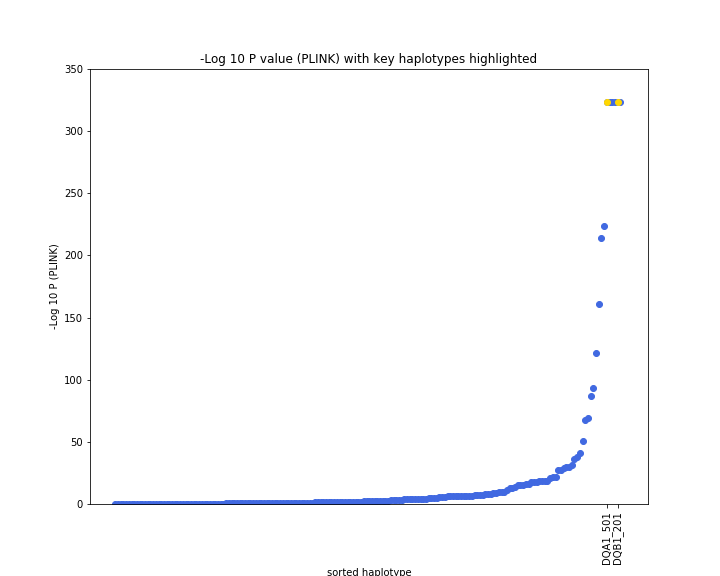 -Log 10 P value (PLINK) with key haplotypes highlighted
350
300
250
200
150
100
50
0
-Log 10 P (PLINK)
DQA1_501
DQB1_201
sorted haplotype